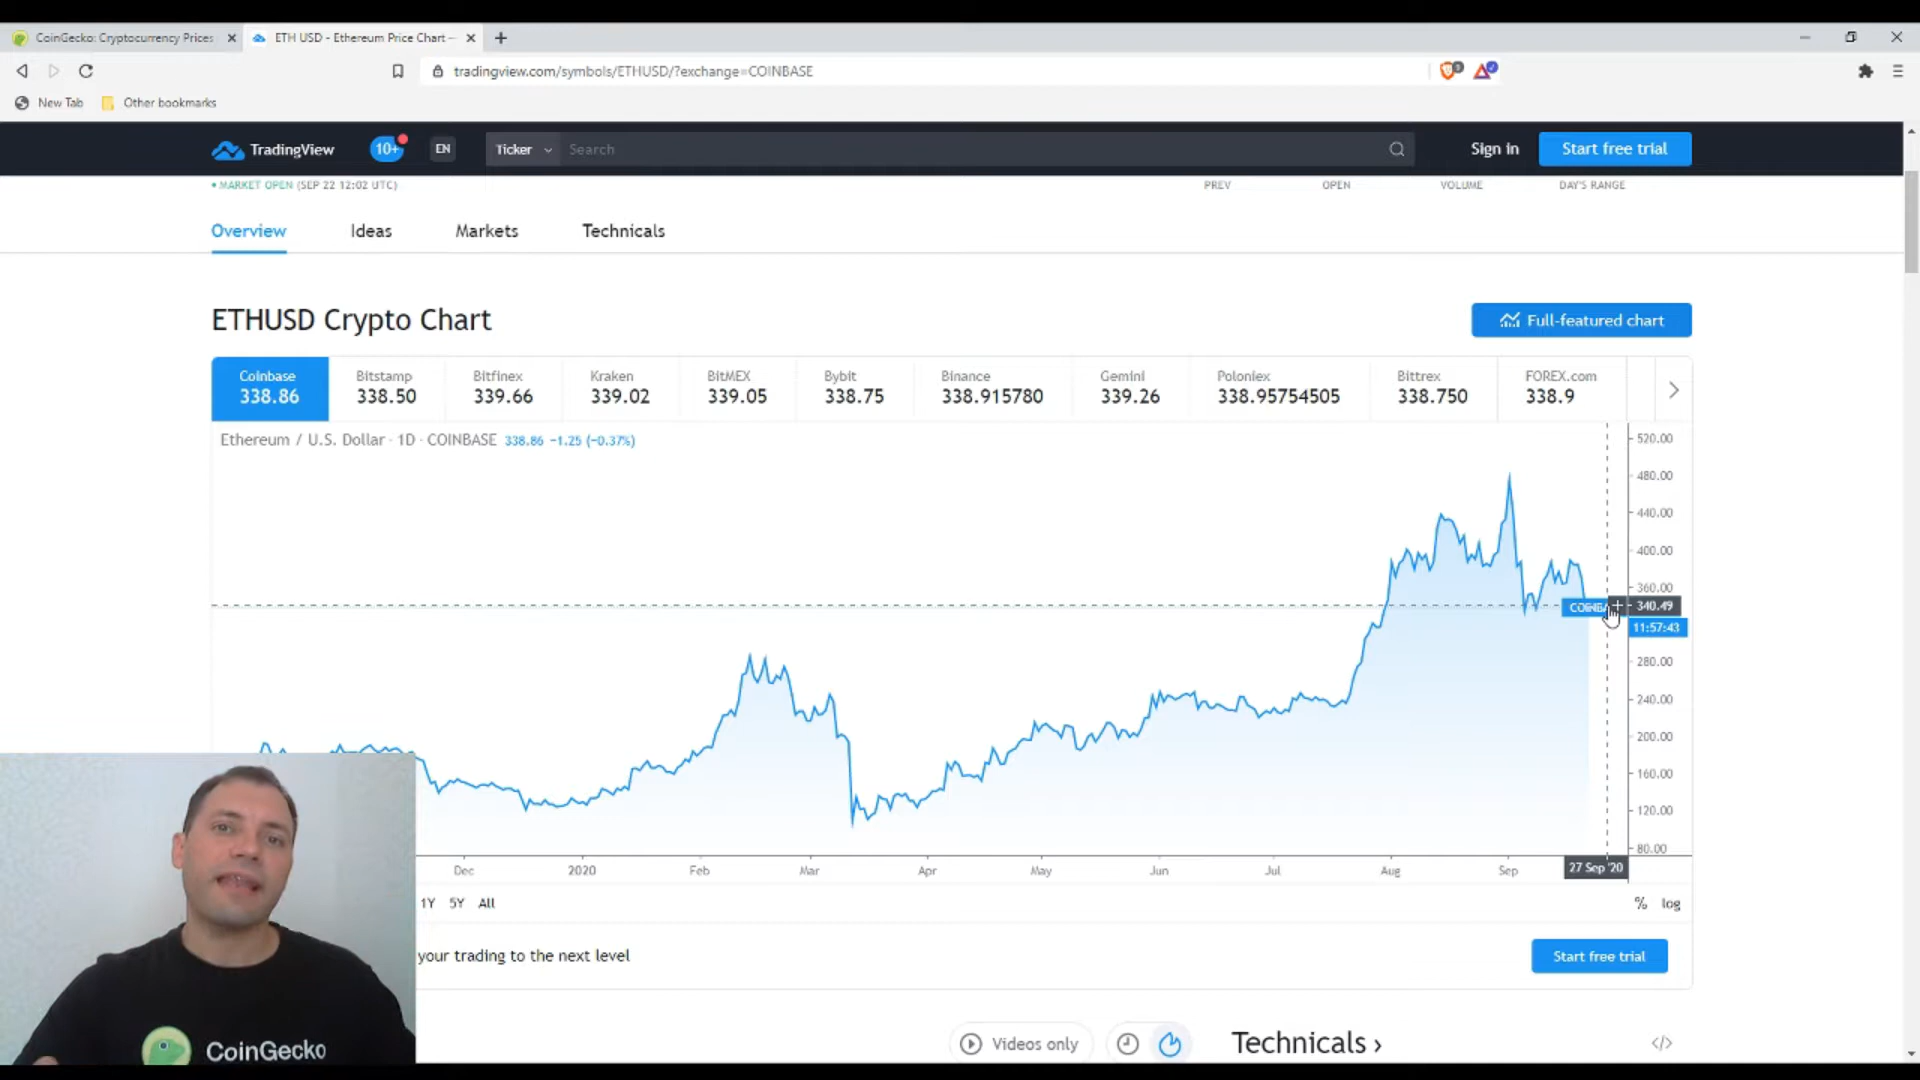 CoinGecko: Cryptocurrency Prices
ETH USD - Ethereum Price Chart —
tradingview.com/symbols/ETHUSD/?exchange=COINBASE
New Tab
Other bookmarks
TradingView
10+
EN
Ticker
Search
Sign in
Start free trial
MARKET OPEN (SEP 22 12:02 UTC)
PREV
OPEN
VOLUME
DAY'S RANGE
Overview
Ideas
Markets
Technicals
ETHUSD Crypto Chart
Full-featured chart
Coinbase
338.86
Bitstamp
338.50
Bitfinex
339.66
Kraken
339.02
BitMEX
339.05
Bybit
338.75
Binance
338.915780
Gemini
339.26
Poloniex
338.95754505
Bittrex
338.750
FOREX.com
338.9
Ethereum / U.S. Dollar · 1D · COINBASE 338.86 −1.25 (−0.37%)
520.00
480.00
440.00
400.00
360.00
340.49
11:57:43
280.00
240.00
200.00
160.00
120.00
80.00
Dec
2020
Feb
Mar
Apr
May
Jun
Jul
Aug
Sep
27 Sep '20
1Y
5Y
All
%
log
your trading to the next level
Start free trial
Videos only
Technicals ›
</>
CoinGecko